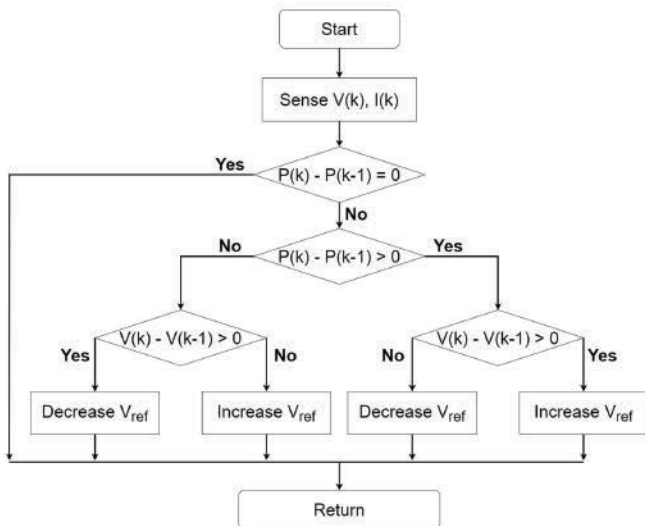 Start
Sense V(k), I(k)
Yes
P(k) - P(k-1) = 0
No
No
P(k) - P(k-1) > 0
Yes
V(k) - V(k-1) > 0
V(k) - V(k-1) > 0
Yes
No
No
Yes
Decrease Vref
Increase Vref
Decrease Vref
Increase Vref
Return